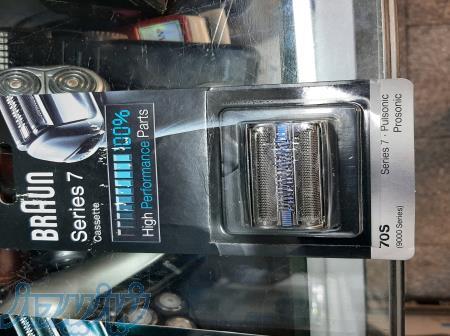 BRAUN
Series 7
Cassette
100%
High Performance Parts
Series 7 · Pulsonic
Prosonic
70S
(9000 Series)